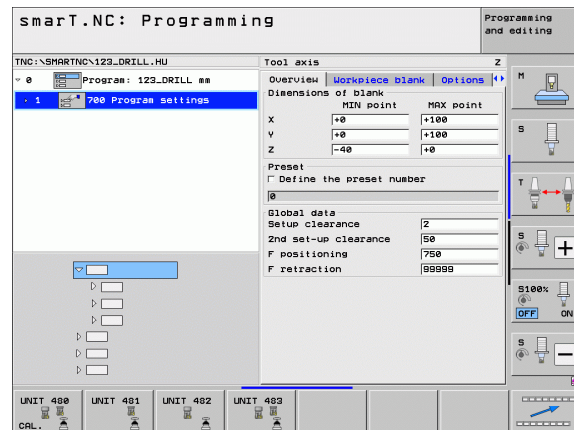 smarT.NC: Programming
Programming
and editing
TNC:\SMARTNC\123_DRILL.HU
Tool axis Z
0 Program: 123_DRILL mm
1 700 Program settings
Overview Workpiece blank Options
Dimensions of blank
MIN point MAX point
X +0 +100
Y +0 +100
Z -40 +0
Preset
Define the preset number
0
Global data
Setup clearance 2
2nd set-up clearance 50
F positioning 750
F retraction 99999
M
S
T
S
S100%
OFF ON
S
UNIT 480 UNIT 481 UNIT 482 UNIT 483
CAL.